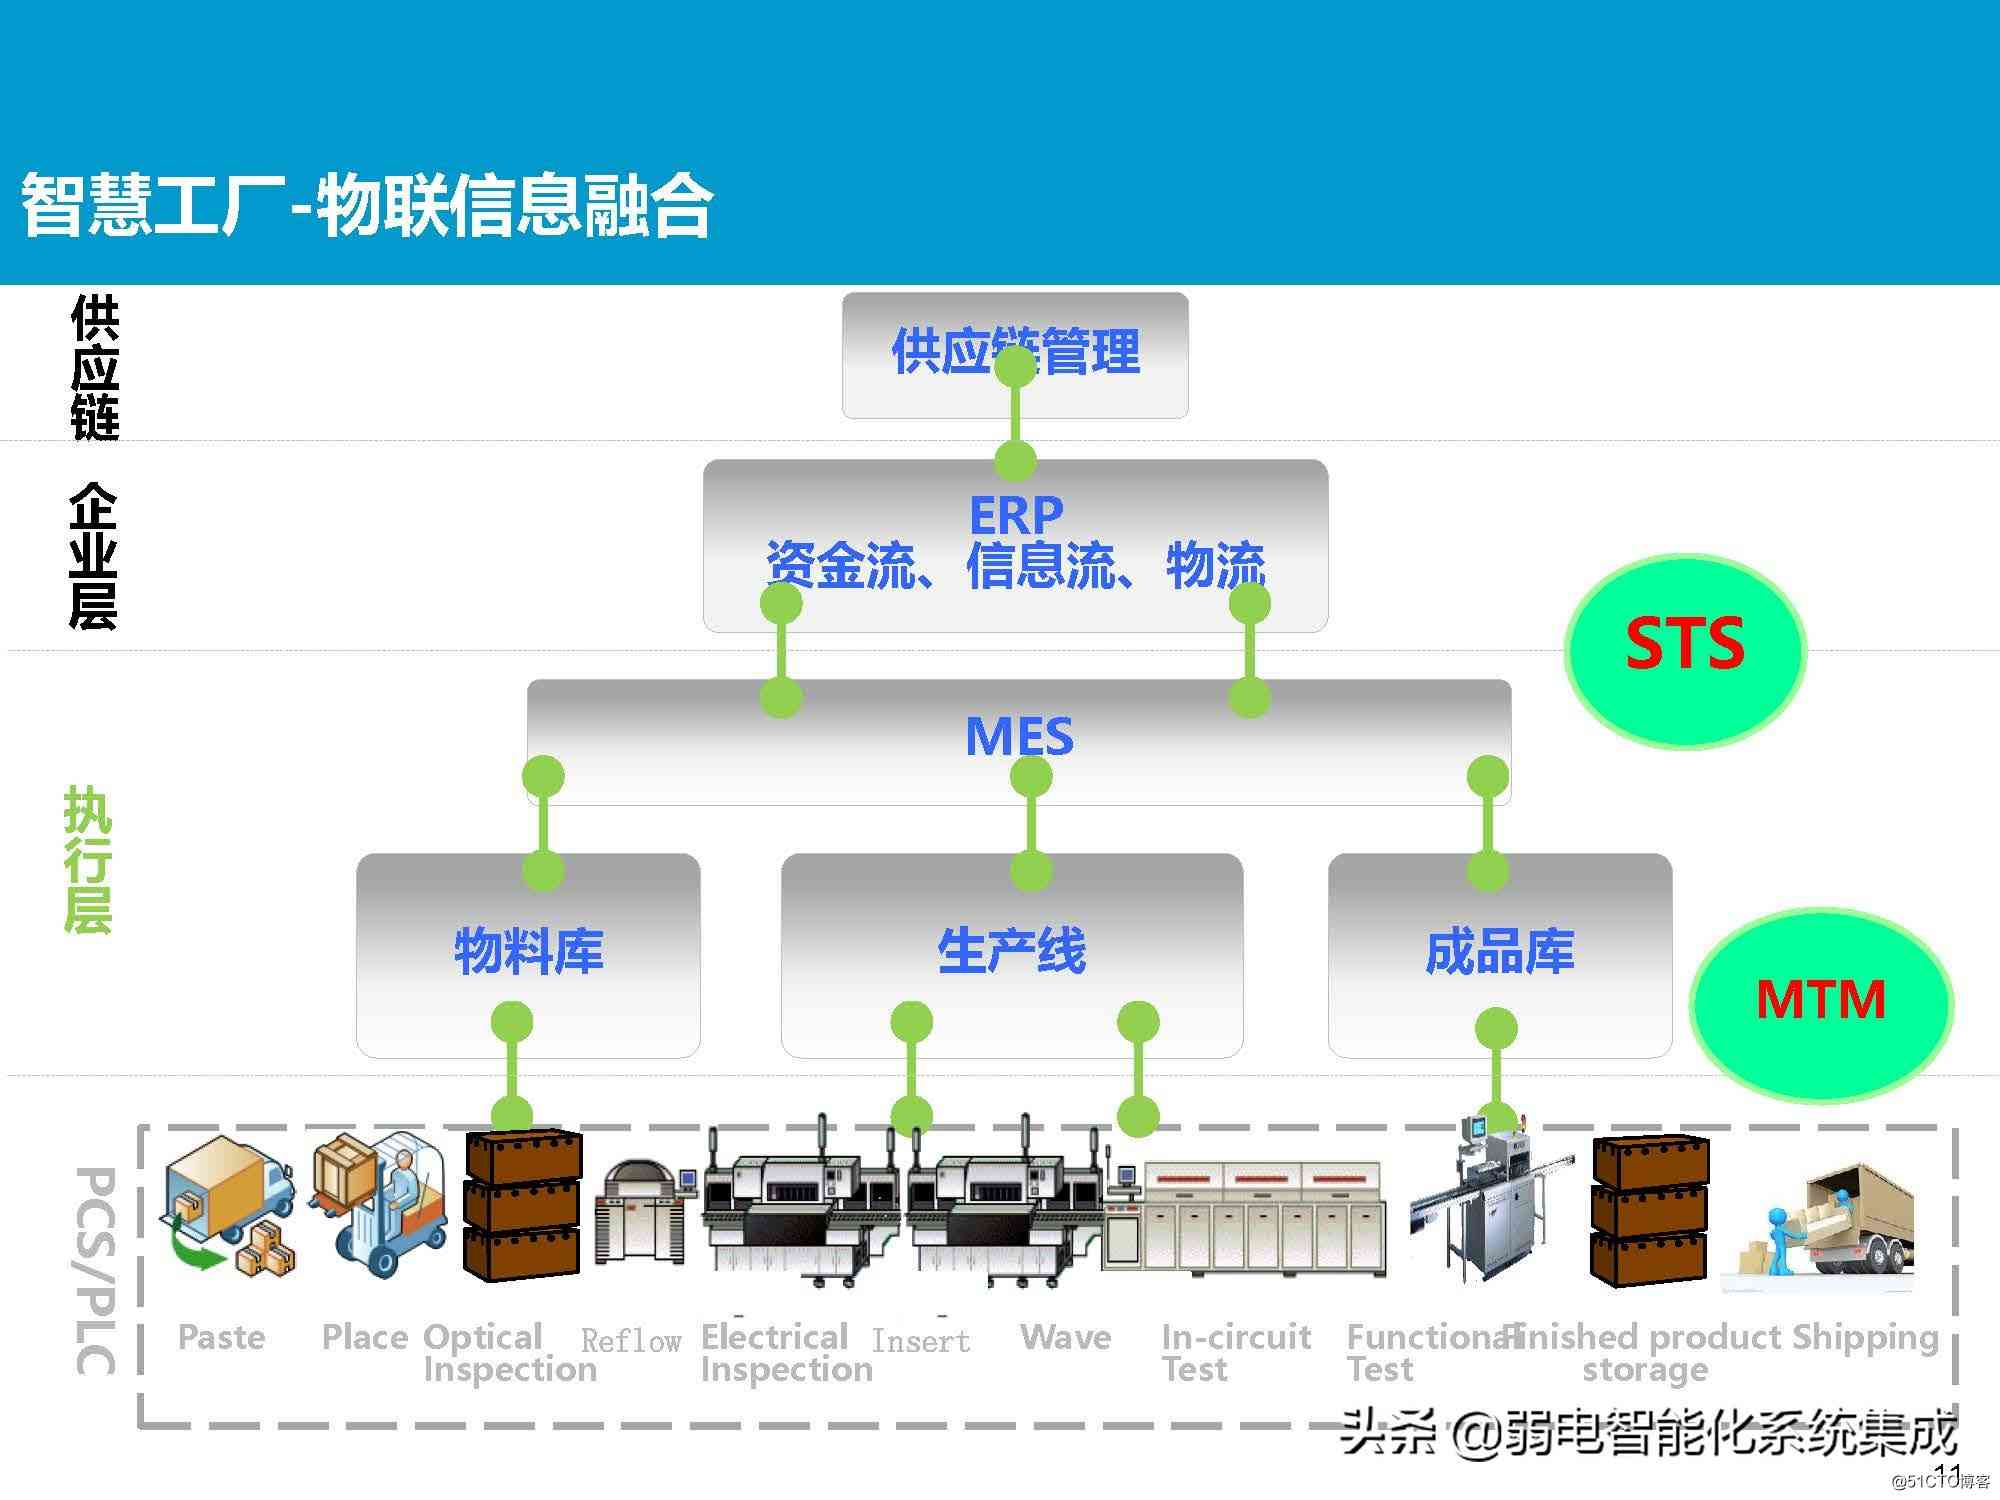 智慧工厂-物联信息融合
供应链
供应链管理
企业层
ERP
资金流、信息流、物流
STS
MES
执行层
物料库
生产线
成品库
MTM
PCS/PLC
Paste
Place
Optical
Inspection
Reflow
Electrical
Inspection
Insert
Wave
In-circuit
Test
Functional
Test
Finished product
storage
Shipping
头条 @弱电智能化系统集成
11
@51CTO博客